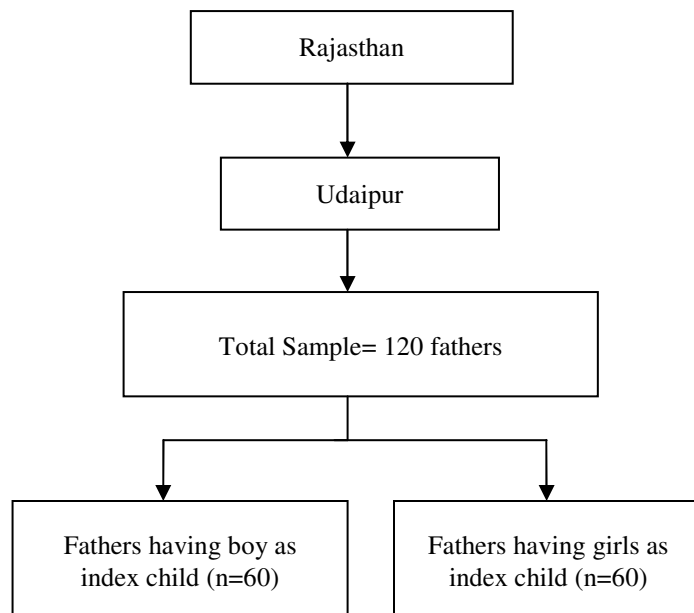 Rajasthan
Udaipur
Total Sample= 120 fathers
Fathers having boy as
index child (n=60)
Fathers having girls as
index child (n=60)